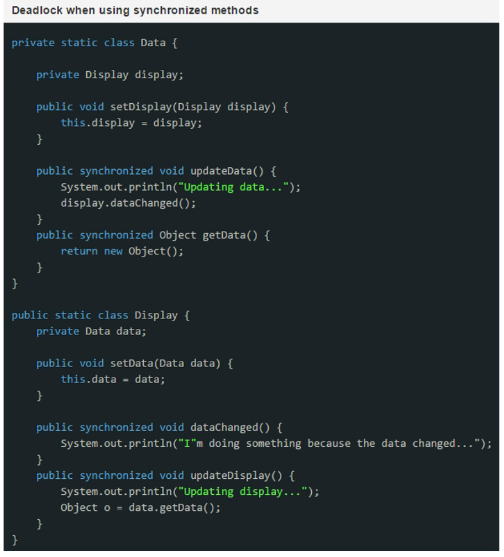 Deadlock when using synchronized methods
private static class Data {
private Display display;
public void setDisplay(Display display) {
this.display = display;
}
public synchronized void updateData() {
System.out.println("Updating data...");
display.dataChanged();
}
public synchronized Object getData() {
return new Object();
}
}
public static class Display {
private Data data;
public void setData(Data data) {
this.data = data;
}
public synchronized void dataChanged() {
System.out.println("I"m doing something because the data changed...");
}
public synchronized void updateDisplay() {
System.out.println("Updating display...");
Object o = data.getData();
}
}